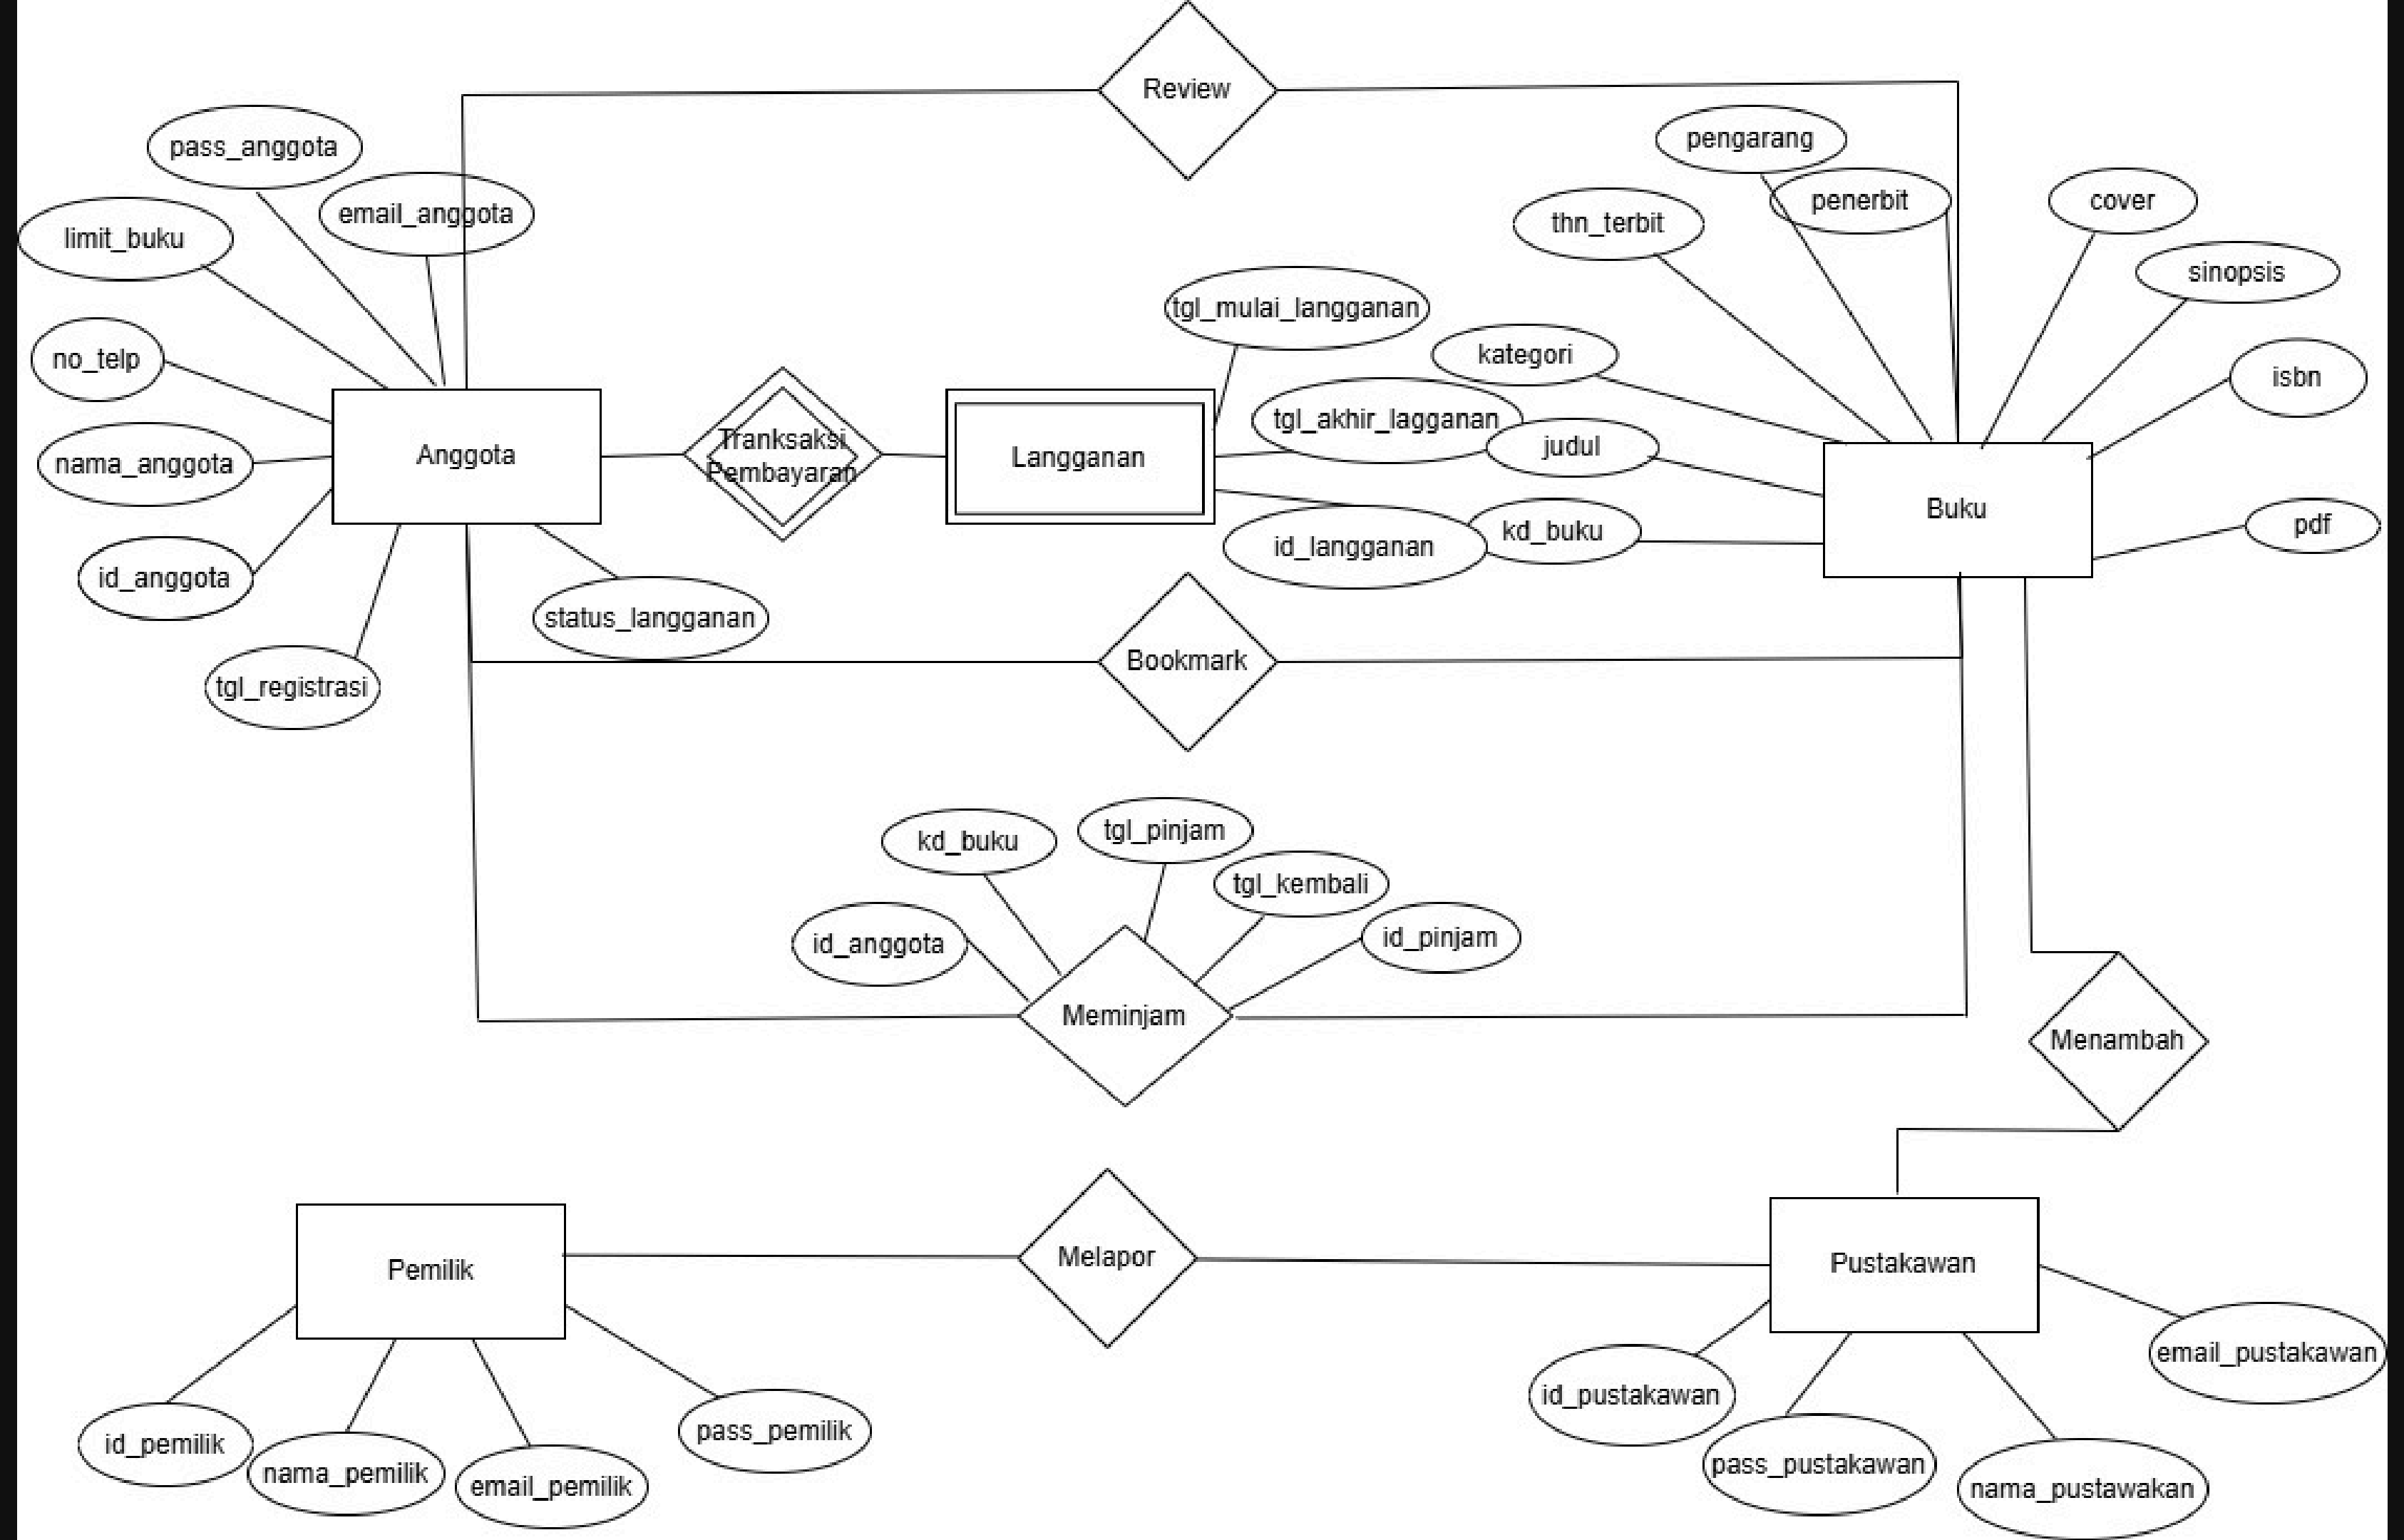 Review
pass_anggota
pengarang
email_anggota
penerbit
cover
thn_terbit
limit_buku
sinopsis
tgl_mulai_langganan
no_telp
kategori
isbn
tgl_akhir_lagganan
Tranksaksi
Pembayaran
Anggota
Langganan
judul
nama_anggota
Buku
pdf
kd_buku
id_langganan
id_anggota
status_langganan
Bookmark
tgl_registrasi
kd_buku
tgl_pinjam
tgl_kembali
id_anggota
id_pinjam
Meminjam
Menambah
Pemilik
Melapor
Pustakawan
email_pustakawan
id_pustakawan
pass_pemilik
id_pemilik
nama_pemilik
email_pemilik
pass_pustakawan
nama_pustawakan